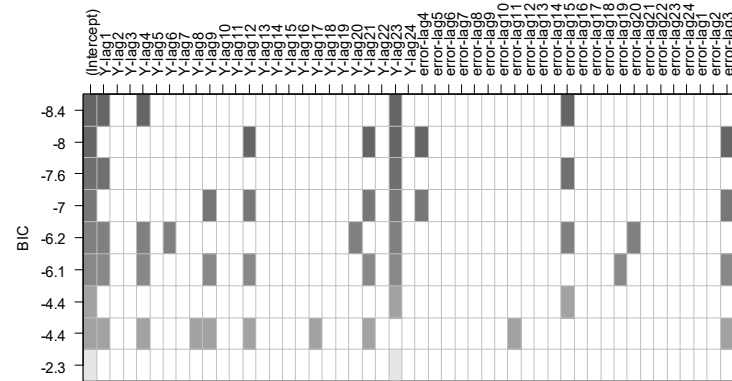 (Intercept)
Y-lag1
Y-lag2
Y-lag3
Y-lag4
Y-lag5
Y-lag6
Y-lag7
Y-lag8
Y-lag9
Y-lag10
Y-lag11
Y-lag12
Y-lag13
Y-lag14
Y-lag15
Y-lag16
Y-lag17
Y-lag18
Y-lag19
Y-lag20
Y-lag21
Y-lag22
Y-lag23
Y-lag24
error-lag4
error-lag5
error-lag6
error-lag7
error-lag8
error-lag9
error-lag10
error-lag11
error-lag12
error-lag13
error-lag14
error-lag15
error-lag16
error-lag17
error-lag18
error-lag19
error-lag20
error-lag21
error-lag22
error-lag23
error-lag24
error-lag1
error-lag2
error-lag3
BIC
-8.4
-8
-7.6
-7
-6.2
-6.1
-4.4
-4.4
-2.3